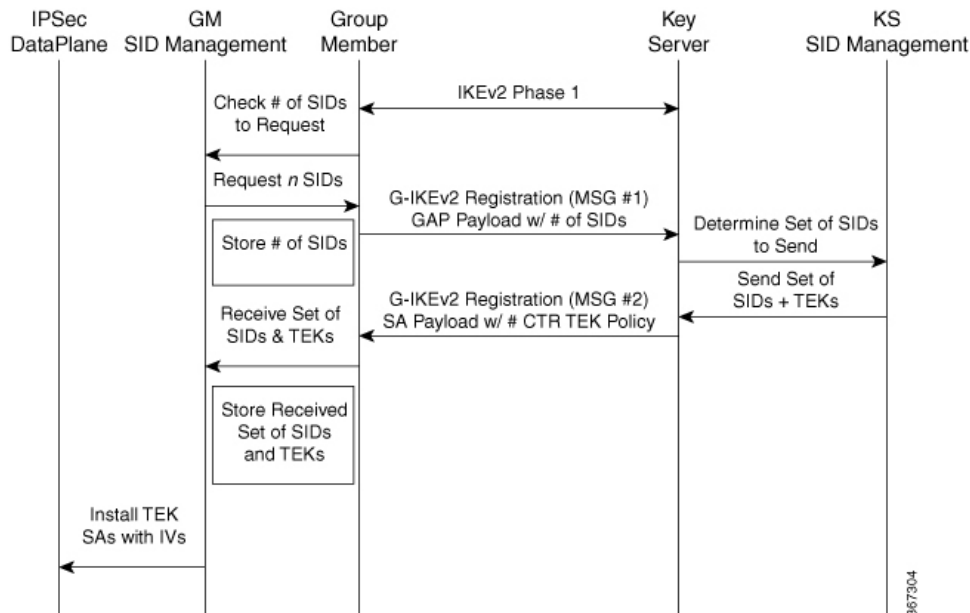 IPSec
DataPlane
GM
SID Management
Group
Member
Key
Server
KS
SID Management
IKEv2 Phase 1
Check # of SIDs
to Request
Request n SIDs
G-IKEv2 Registration (MSG #1)
GAP Payload w/ # of SIDs
Store # of SIDs
Determine Set of SIDs
to Send
Send Set of
SIDs + TEKs
G-IKEv2 Registration (MSG #2)
SA Payload w/ # CTR TEK Policy
Receive Set of
SIDs & TEKs
Store Received
Set of SIDs
and TEKs
Install TEK
SAs with IVs
367304